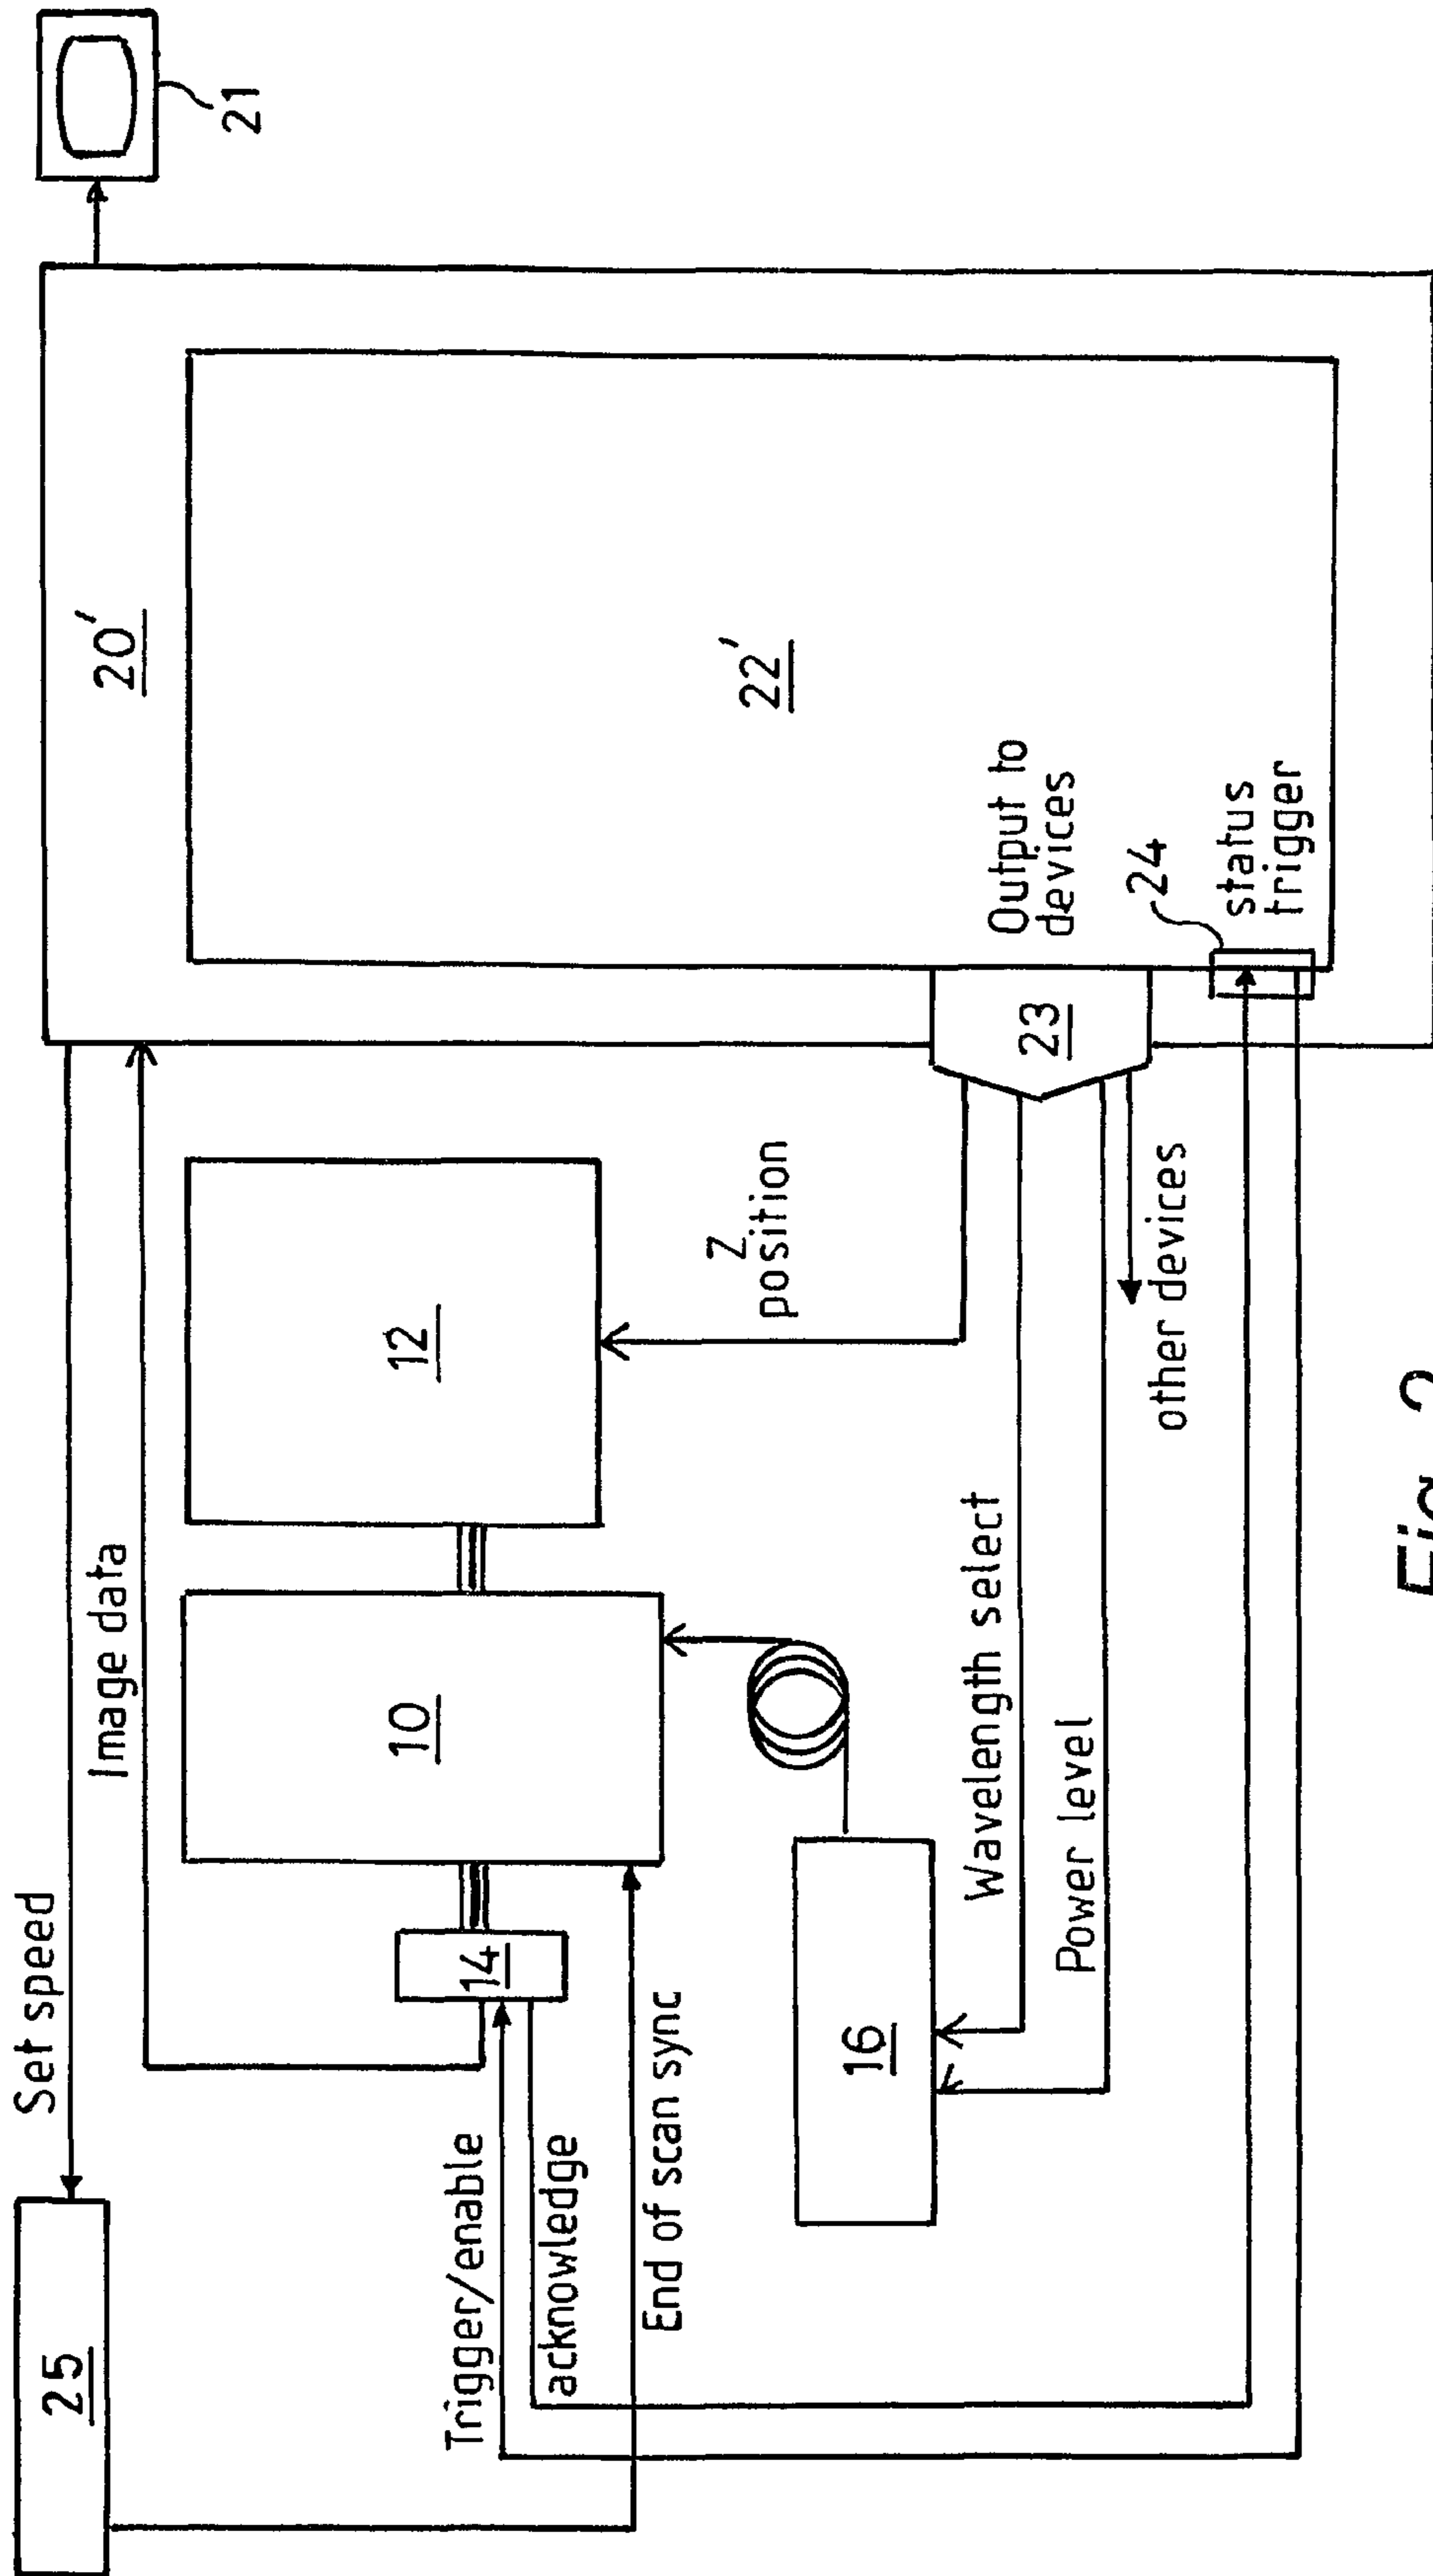 25
Set speed
Image data
20'
21
Trigger/enable
acknowledge
14
10
12
22'
End of scan sync
16
Z
position
Wavelength select
Power level
23
Output to
devices
24
status
trigger
other devices
Fig. 2